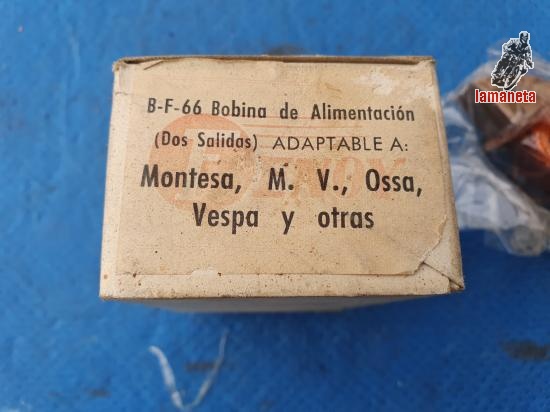 B-F-66 Bobina de Alimentación
(Dos Salidas) ADAPTABLE A:
Montesa, M. V., Ossa,
Vespa y otras
lamaneta